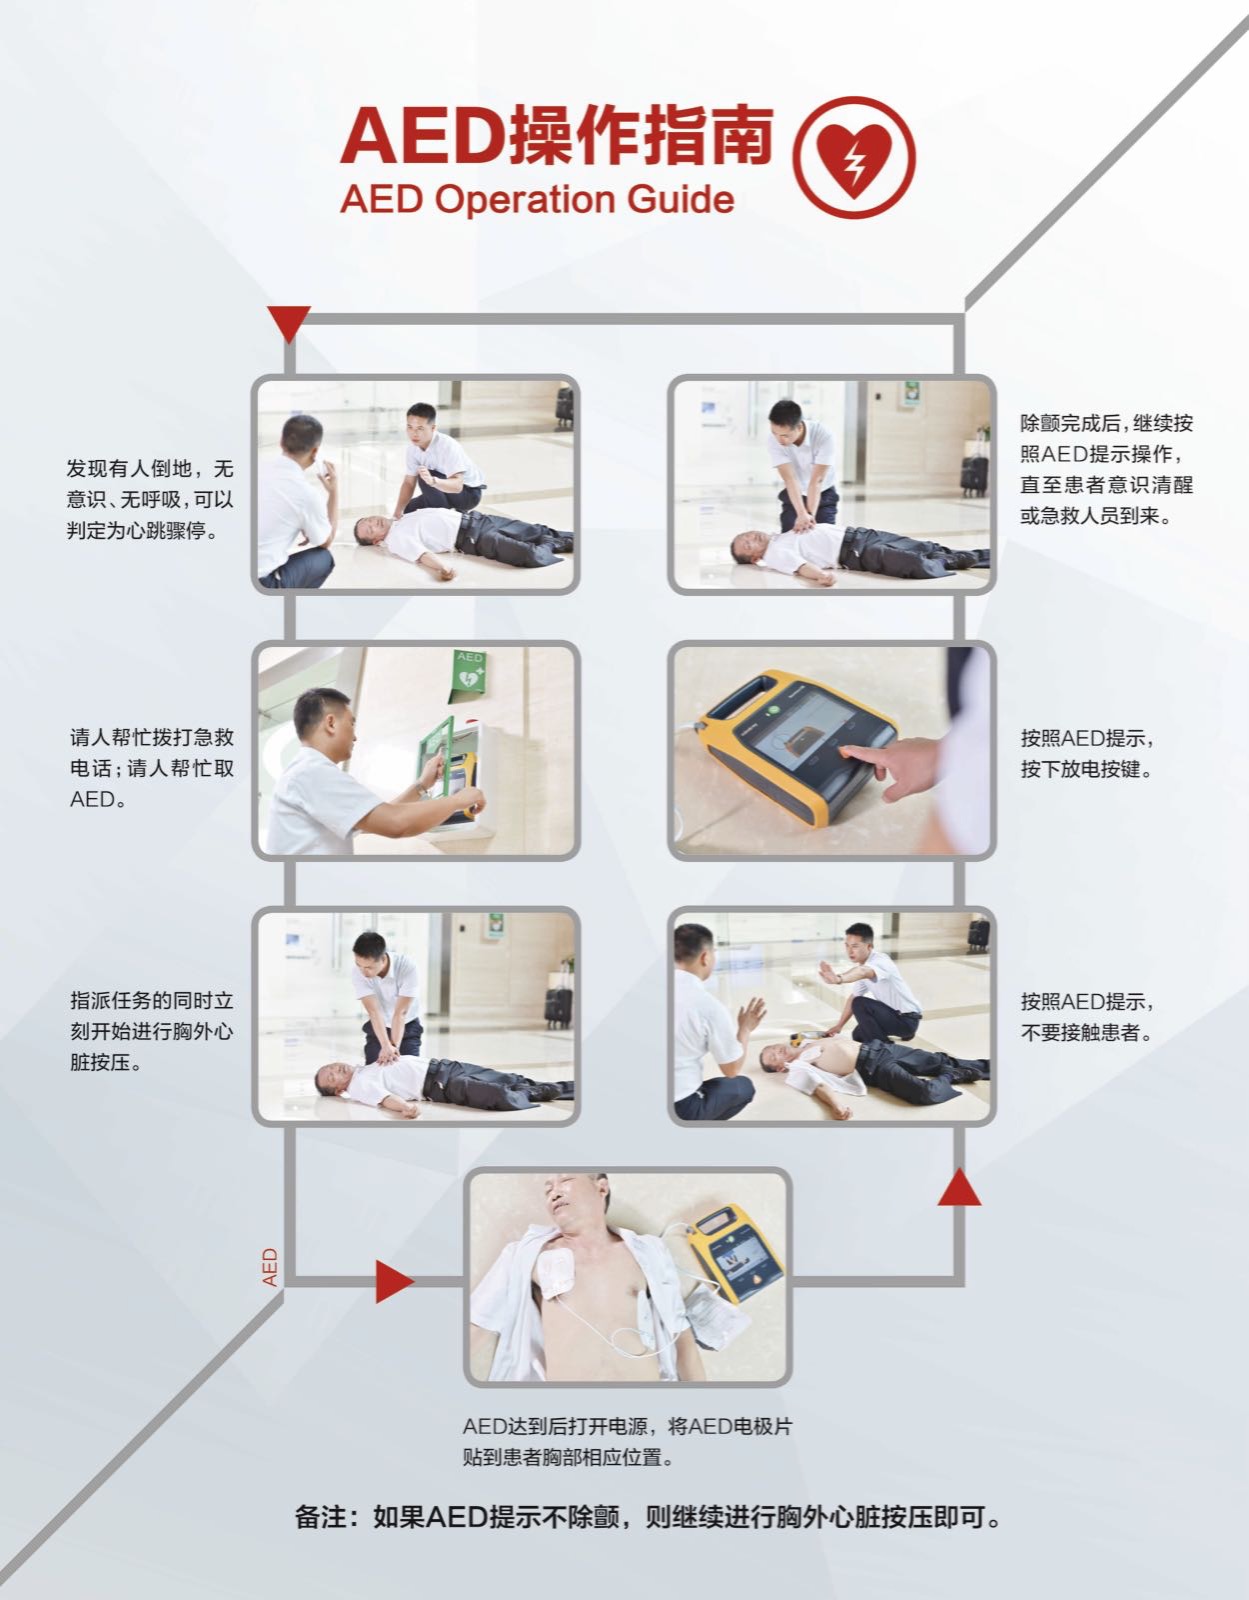 AED操作指南
AED Operation Guide
发现有人倒地，无
意识、无呼吸，可以
判定为心跳骤停。
请人帮忙拨打急救
电话；请人帮忙取
AED。
AED
指派任务的同时立
刻开始进行胸外心
脏按压。
AED
AED达到后打开电源，将AED电极片
贴到患者胸部相应位置。
按照AED提示，
不要接触患者。
按照AED提示，
按下放电按键。
除颤完成后，继续按
照AED提示操作，
直至患者意识清醒
或急救人员到来。
备注：如果AED提示不除颤，则继续进行胸外心脏按压即可。